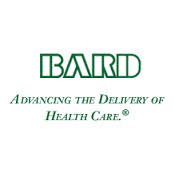 BARD
ADVANCING THE DELIVERY OF
HEALTH CARE.®